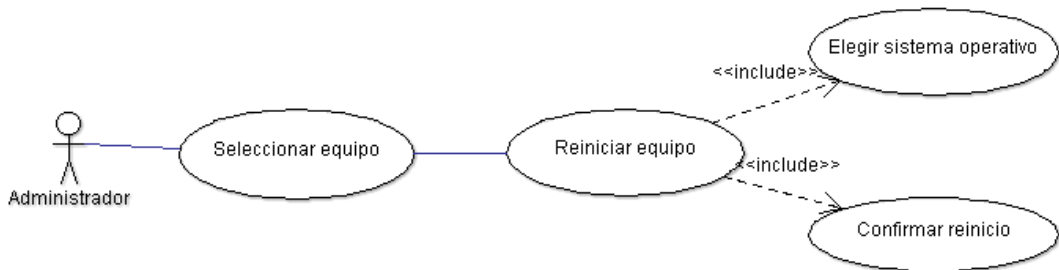 Elegir sistema operativo
<<include>>
Seleccionar equipo
Reiniciar equipo
<<include>>
Administrador
Confirmar reinicio